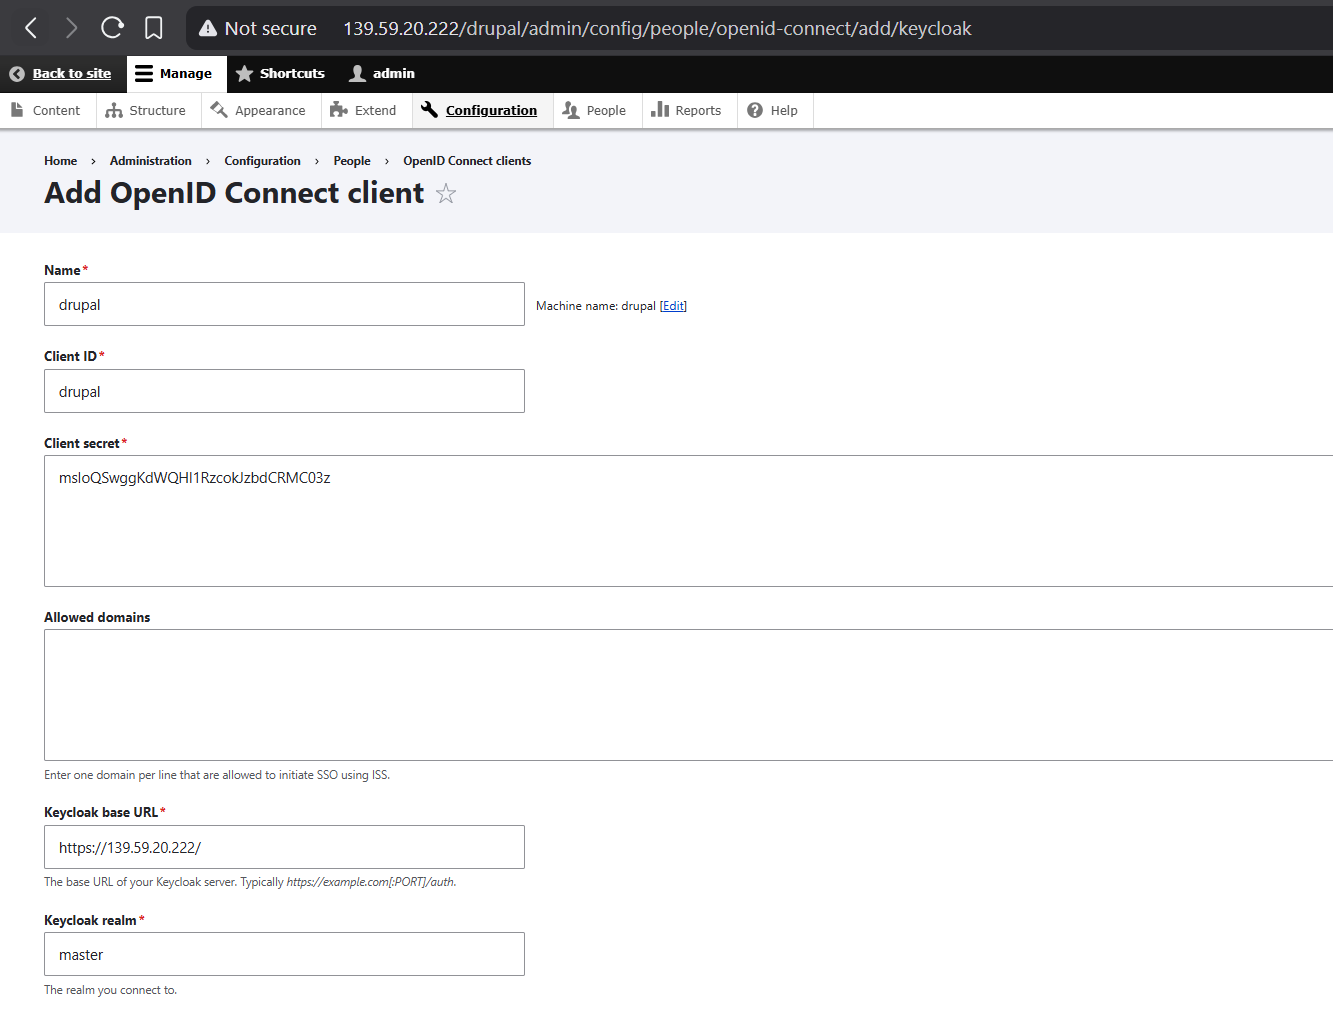 Not secure 139.59.20.222/drupal/admin/config/people/openid-connect/add/keycloak
Back to site Manage Shortcuts admin
Content Structure Appearance Extend Configuration People Reports Help
Home › Administration › Configuration › People › OpenID Connect clients
Add OpenID Connect client
Name*
drupal
Machine name: drupal [Edit]
Client ID*
drupal
Client secret*
msloQSwggKdWQHI1RzcokJzbdCRMC03z
Allowed domains
Enter one domain per line that are allowed to initiate SSO using ISS.
Keycloak base URL*
https://139.59.20.222/
The base URL of your Keycloak server. Typically https://example.com[:PORT]/auth.
Keycloak realm*
master
The realm you connect to.